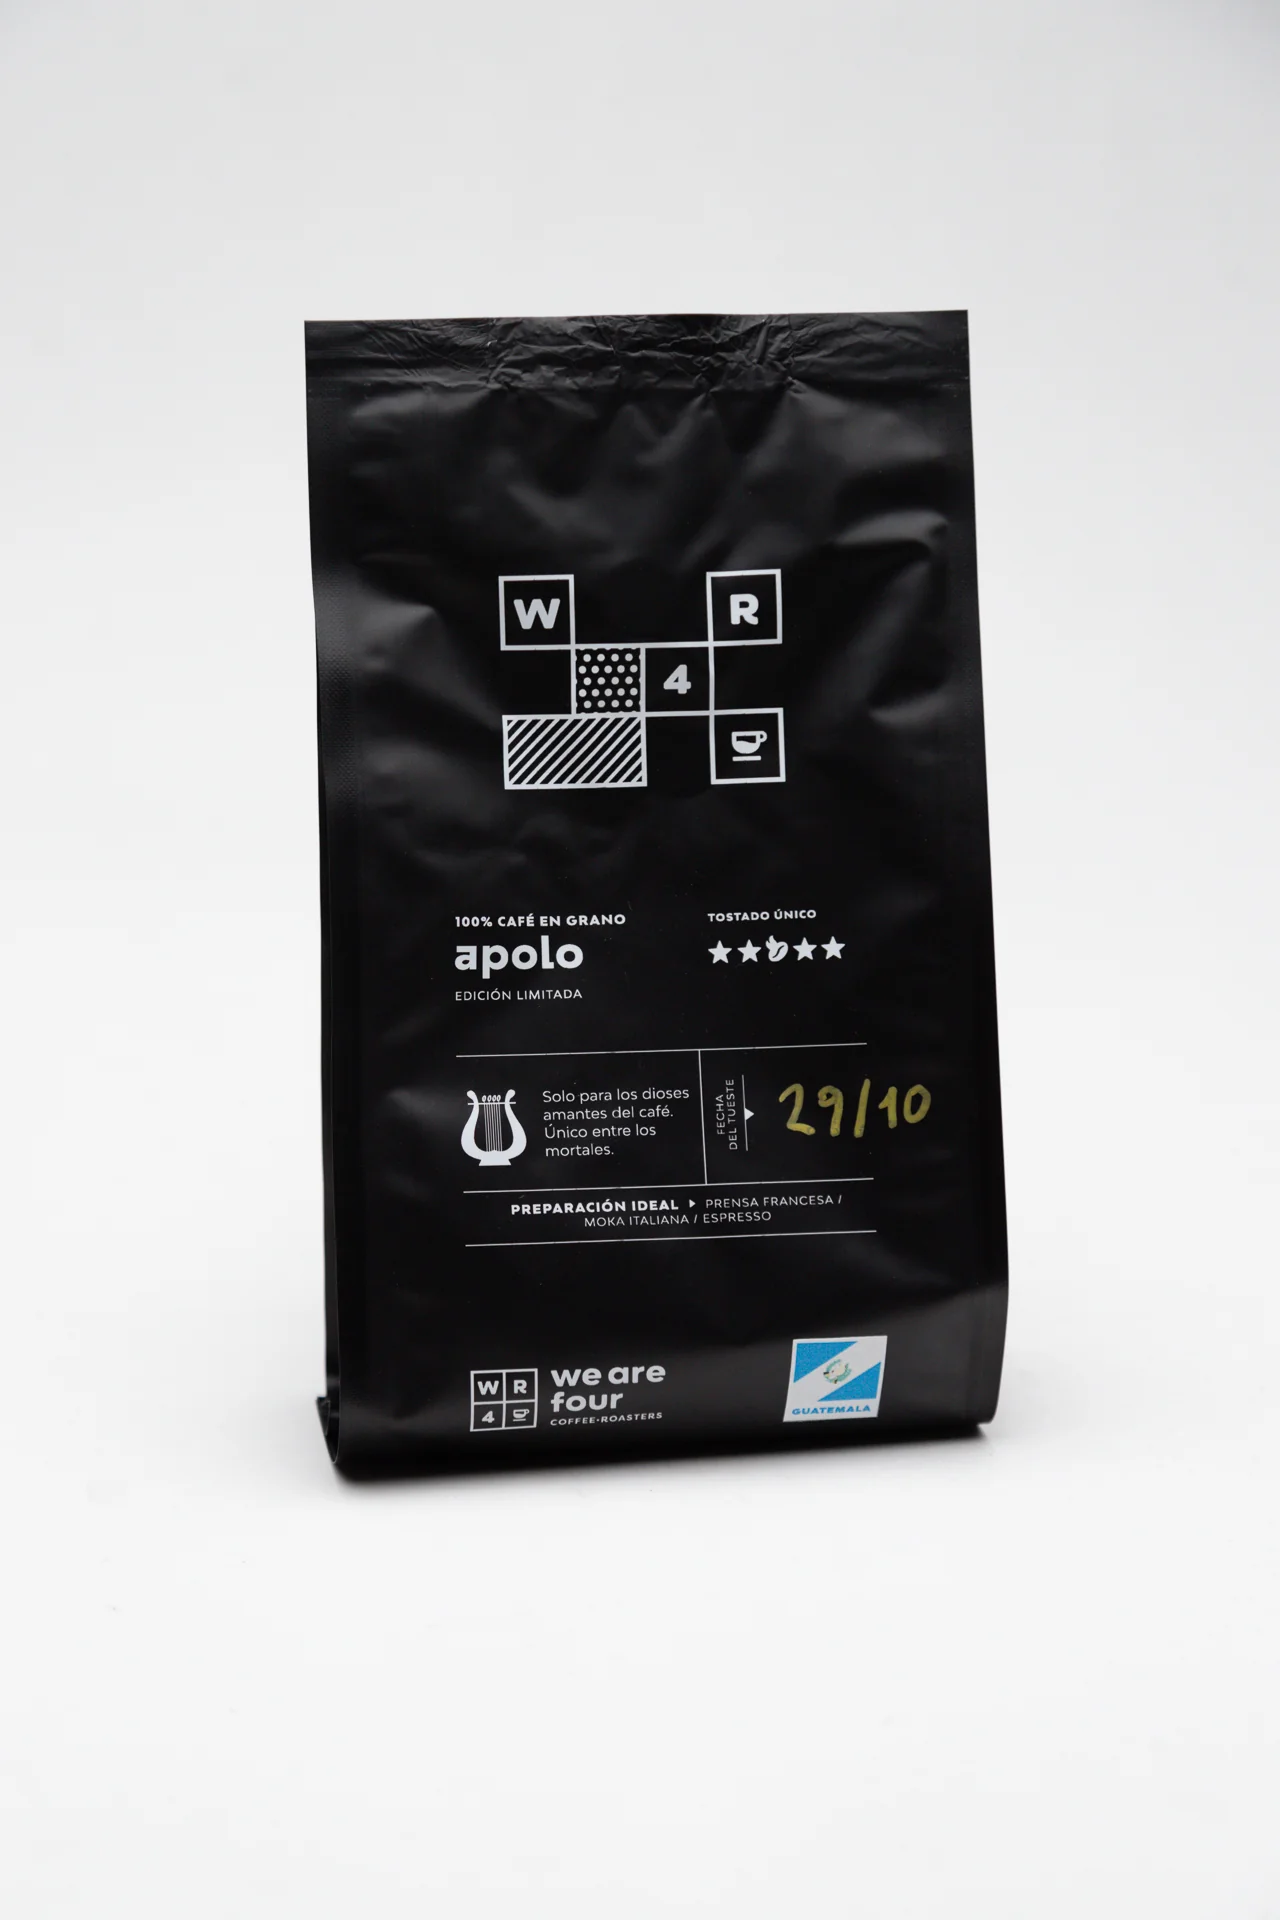 W R
4
100% CAFÉ EN GRANO
apolo
EDICIÓN LIMITADA
TOSTADO ÚNICO
Solo para los dioses
amantes del café.
Único entre los
mortales.
FECHA
DEL TUESTE
29/10
PREPARACIÓN IDEAL ▶ PRENSA FRANCESA /
MOKA ITALIANA / ESPRESSO
W R
4
we are
four
COFFEE•ROASTERS
GUATEMALA